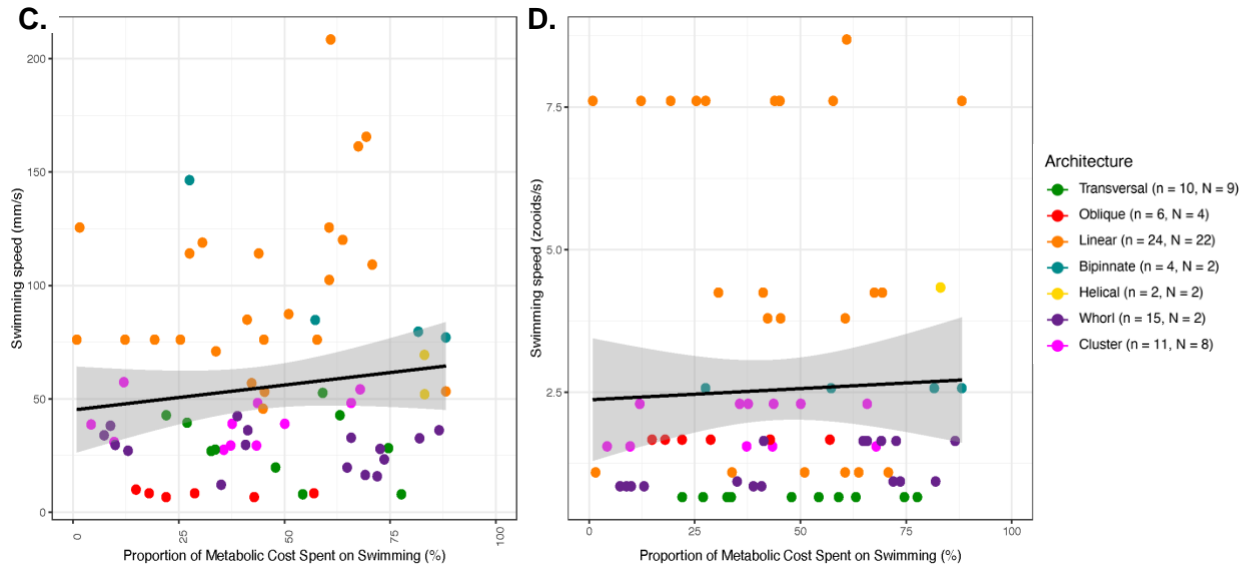 C.
Swimming speed (mm/s)
200
150
100
50
0
0
25
50
75
100
Proportion of Metabolic Cost Spent on Swimming (%)
D.
Swimming speed (zooids/s)
7.5
5.0
2.5
0
25
50
75
100
Proportion of Metabolic Cost Spent on Swimming (%)
Architecture
Transversal (n = 10, N = 9)
Oblique (n = 6, N = 4)
Linear (n = 24, N = 22)
Bipinnate (n = 4, N = 2)
Helical (n = 2, N = 2)
Whorl (n = 15, N = 2)
Cluster (n = 11, N = 8)